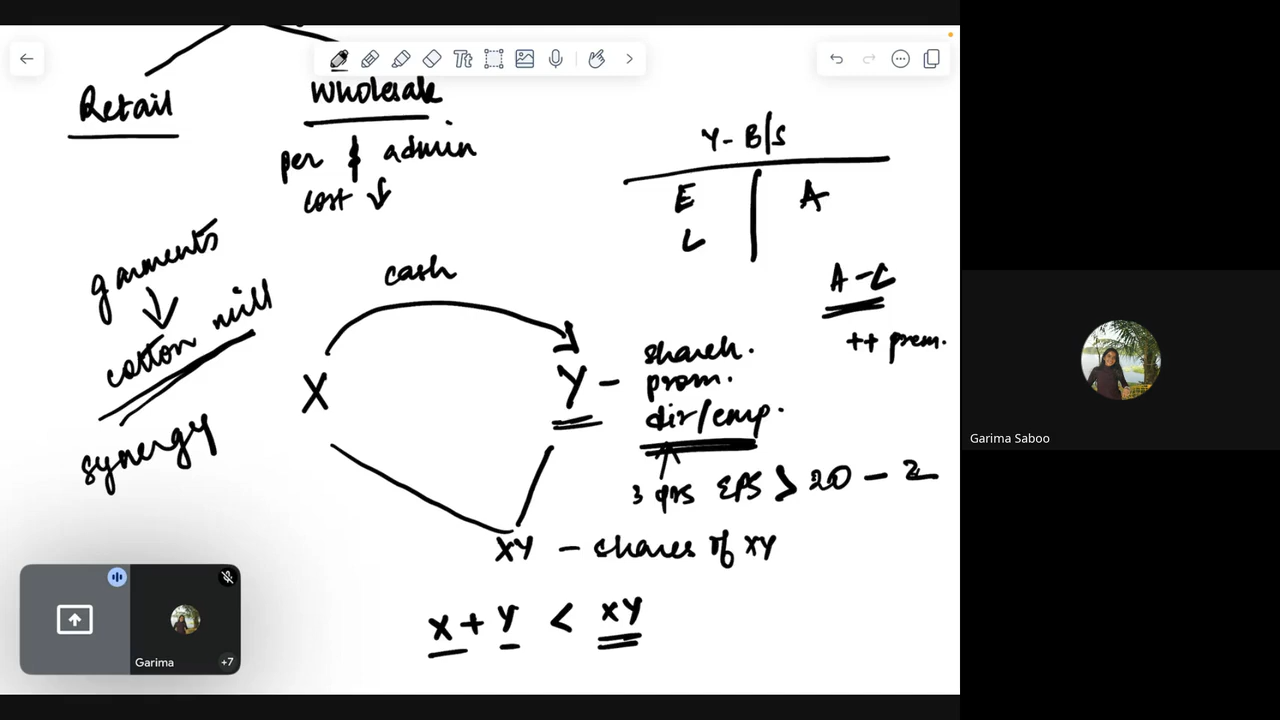 Retail
Wholesale
per & admin
cost ↓
Y - B/S
E
A
L
A - L
++ prem.
garments
↓
cotton mill
synergy
cash
X
Y -
shareh.
prom.
dir/emp.
3 yrs EPS > 20 - 2
XY - shares of XY
X + Y < XY
Tt
Garima
+7
Garima Saboo